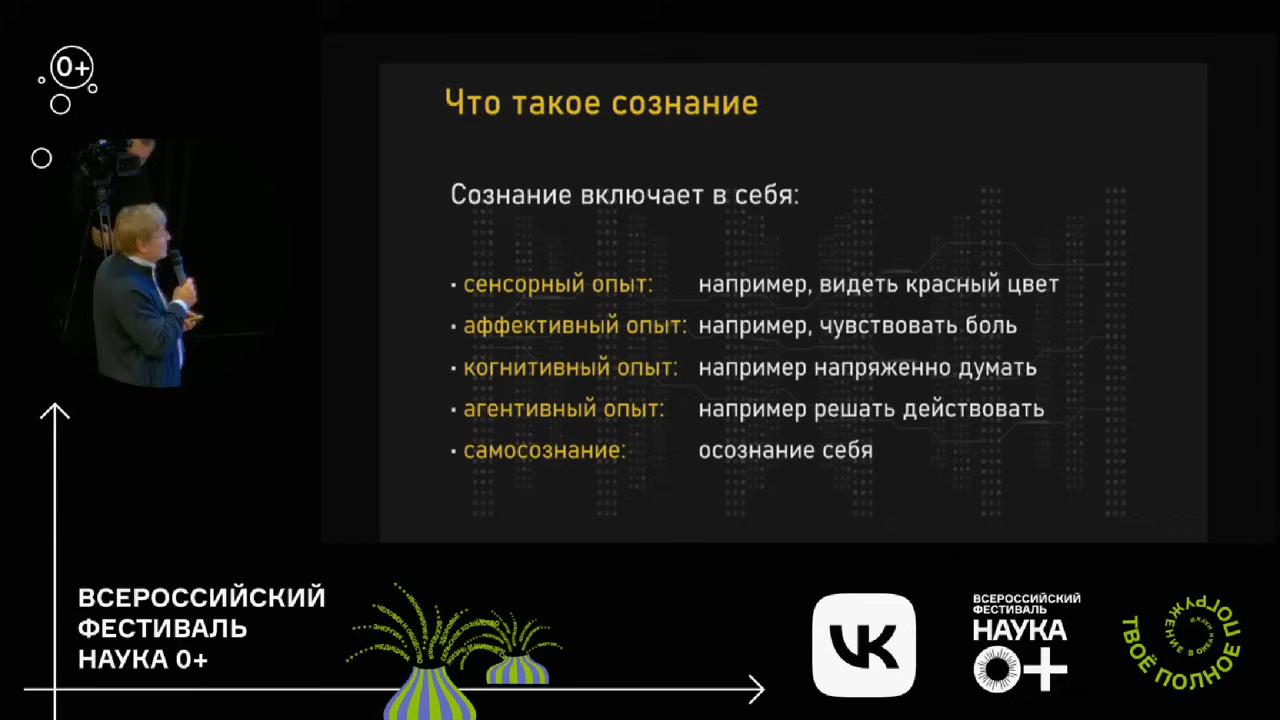 0+
Что такое сознание
Сознание включает в себя:
· сенсорный опыт: например, видеть красный цвет
· аффективный опыт: например, чувствовать боль
· когнитивный опыт: например напряженно думать
· агентивный опыт: например решать действовать
· самосознание: осознание себя
ВСЕРОССИЙСКИЙ
ФЕСТИВАЛЬ
НАУКА 0+
VK
ВСЕРОССИЙСКИЙ
ФЕСТИВАЛЬ
НАУКА
0+
ТВОЁ ПОЛНОЕ ПОГРУЖЕНИЕ